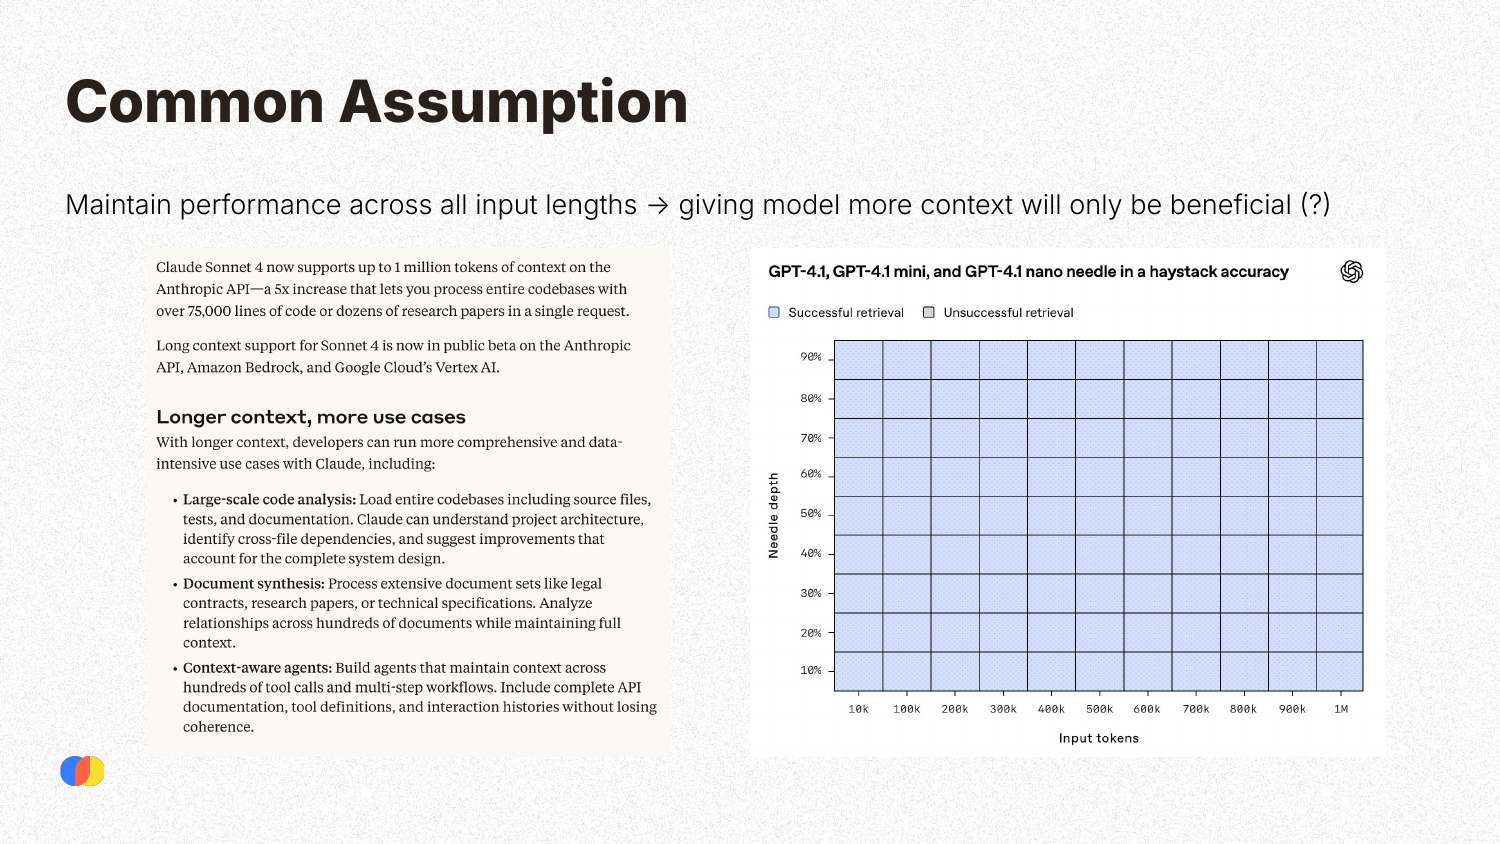 Common Assumption
Maintain performance across all input lengths → giving model more context will only be beneficial (?)
Claude Sonnet 4 now supports up to 1 million tokens of context on the
Anthropic API—a 5x increase that lets you process entire codebases with
over 75,000 lines of code or dozens of research papers in a single request.
Long context support for Sonnet 4 is now in public beta on the Anthropic
API, Amazon Bedrock, and Google Cloud’s Vertex AI.
Longer context, more use cases
With longer context, developers can run more comprehensive and data-
intensive use cases with Claude, including:
• Large-scale code analysis: Load entire codebases including source files,
tests, and documentation. Claude can understand project architecture,
identify cross-file dependencies, and suggest improvements that
account for the complete system design.
• Document synthesis: Process extensive document sets like legal
contracts, research papers, or technical specifications. Analyze
relationships across hundreds of documents while maintaining full
context.
• Context-aware agents: Build agents that maintain context across
hundreds of tool calls and multi-step workflows. Include complete API
documentation, tool definitions, and interaction histories without losing
coherence.
GPT-4.1, GPT-4.1 mini, and GPT-4.1 nano needle in a haystack accuracy
Successful retrieval Unsuccessful retrieval
Needle depth
90%
80%
70%
60%
50%
40%
30%
20%
10%
10k 100k 200k 300k 400k 500k 600k 700k 800k 900k 1M
Input tokens